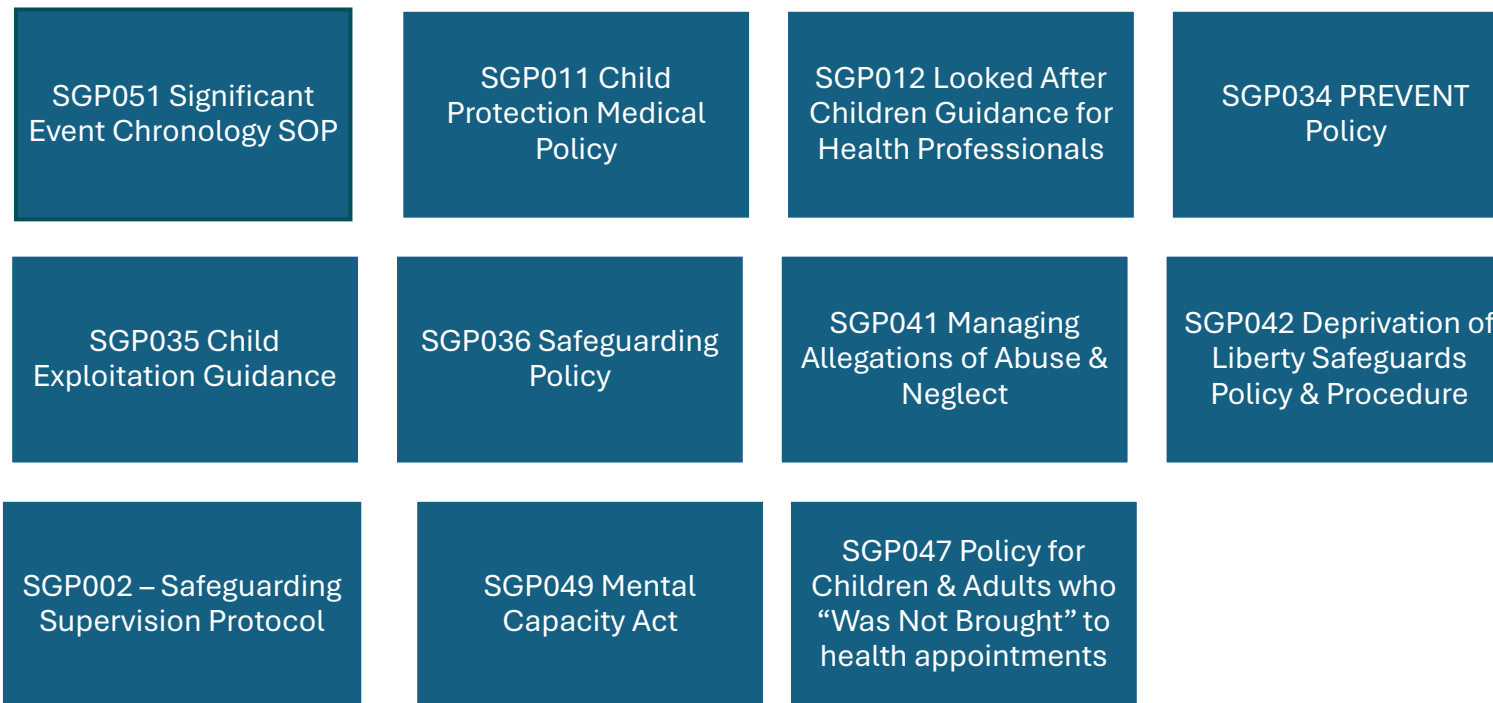 SGP051 Significant
Event Chronology SOP
SGP011 Child
Protection Medical
Policy
SGP012 Looked After
Children Guidance for
Health Professionals
SGP034 PREVENT
Policy
SGP035 Child
Exploitation Guidance
SGP036 Safeguarding
Policy
SGP041 Managing
Allegations of Abuse &
Neglect
SGP042 Deprivation of
Liberty Safeguards
Policy & Procedure
SGP002 – Safeguarding
Supervision Protocol
SGP049 Mental
Capacity Act
SGP047 Policy for
Children & Adults who
“Was Not Brought” to
health appointments